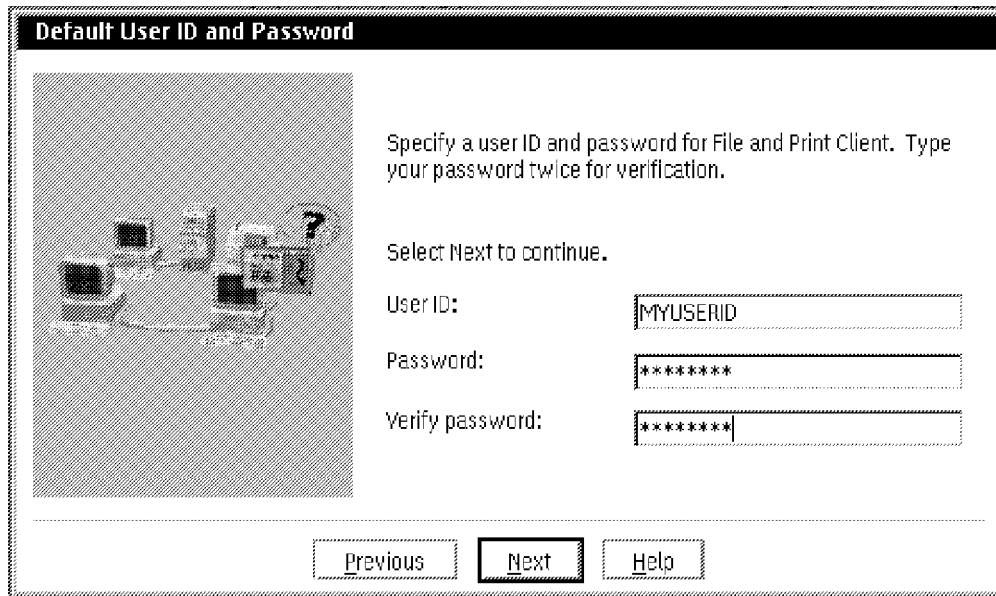 Default User ID and Password
Specify a user ID and password for File and Print Client. Type
your password twice for verification.
Select Next to continue.
User ID:
MYUSERID
Password:
********
Verify password:
********
Previous
Next
Help
?